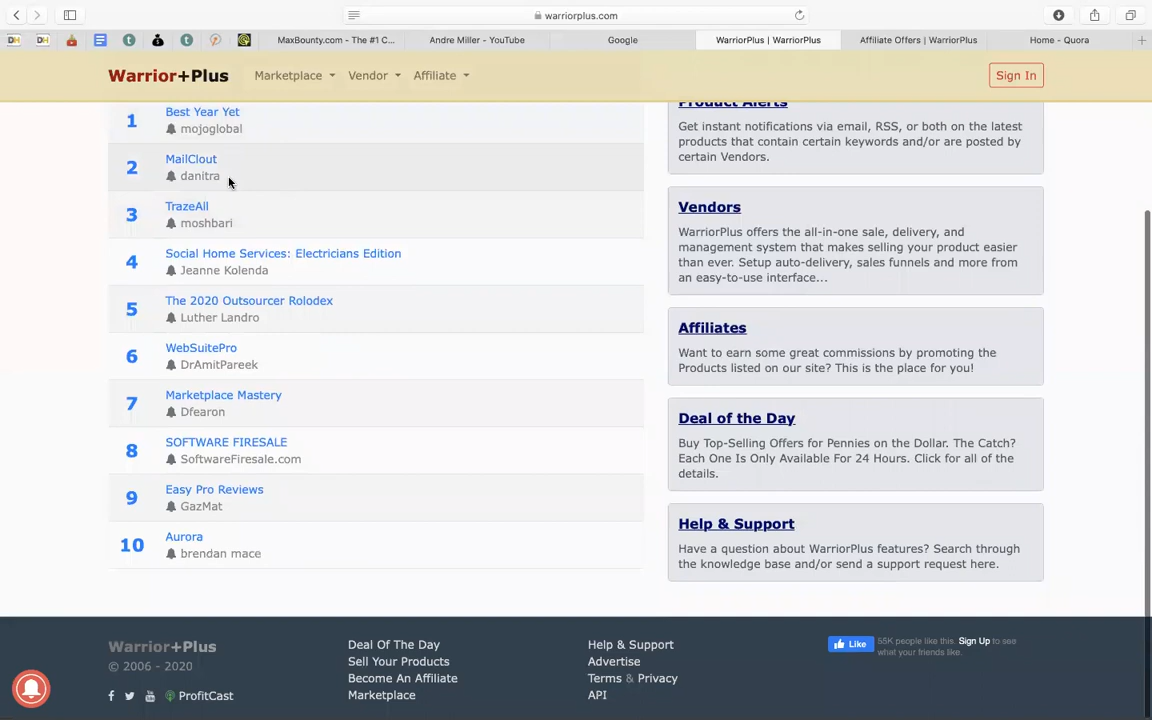 warriorplus.com
MaxBounty.com - The #1 C...
Andre Miller - YouTube
Google
WarriorPlus | WarriorPlus
Affiliate Offers | WarriorPlus
Home - Quora
Warrior+Plus
Marketplace
Vendor
Affiliate
Sign In
1
Best Year Yet
mojoglobal
2
MailClout
danitra
3
TrazeAll
moshbari
4
Social Home Services: Electricians Edition
Jeanne Kolenda
5
The 2020 Outsourcer Rolodex
Luther Landro
6
WebSuitePro
DrAmitPareek
7
Marketplace Mastery
Dfearon
8
SOFTWARE FIRESALE
SoftwareFiresale.com
9
Easy Pro Reviews
GazMat
10
Aurora
brendan mace
Product Alerts
Get instant notifications via email, RSS, or both on the latest
products that contain certain keywords and/or are posted by
certain Vendors.
Vendors
WarriorPlus offers the all-in-one sale, delivery, and
management system that makes selling your product easier
than ever. Setup auto-delivery, sales funnels and more from
an easy-to-use interface...
Affiliates
Want to earn some great commissions by promoting the
Products listed on our site? This is the place for you!
Deal of the Day
Buy Top-Selling Offers for Pennies on the Dollar. The Catch?
Each One Is Only Available For 24 Hours. Click for all of the
details.
Help & Support
Have a question about WarriorPlus features? Search through
the knowledge base and/or send a support request here.
Warrior+Plus
© 2006 - 2020
ProfitCast
Deal Of The Day
Sell Your Products
Become An Affiliate
Marketplace
Help & Support
Advertise
Terms & Privacy
API
Like
55K people like this. Sign Up to see
what your friends like.